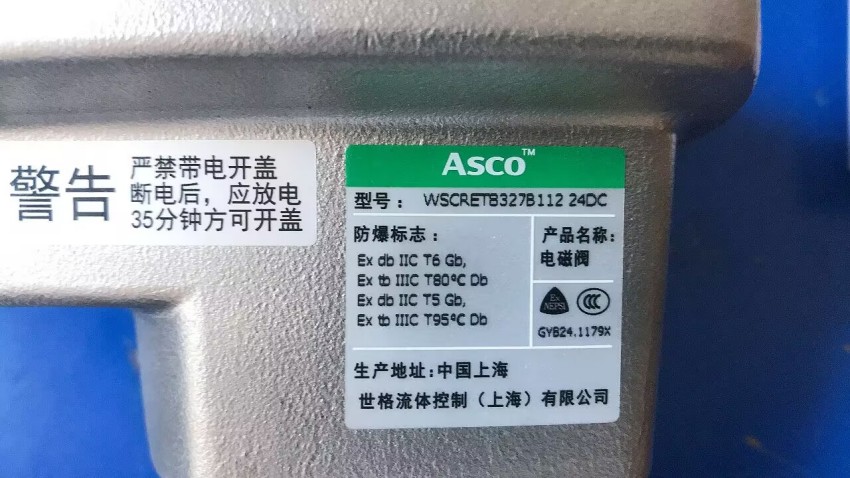 警告
严禁带电开盖
断电后，应放电
35分钟方可开盖
ASCO™
型号： WSCRETB327B112 24DC
防爆标志：
Ex db IIC T6 Gb,
Ex tb IIIC T80℃ Db
Ex db IIC T5 Gb,
Ex tb IIIC T95℃ Db
产品名称:
电磁阀
Ex
NEPSI
CCC
GYB24.1179X
生产地址:中国上海
世格流体控制（上海）有限公司